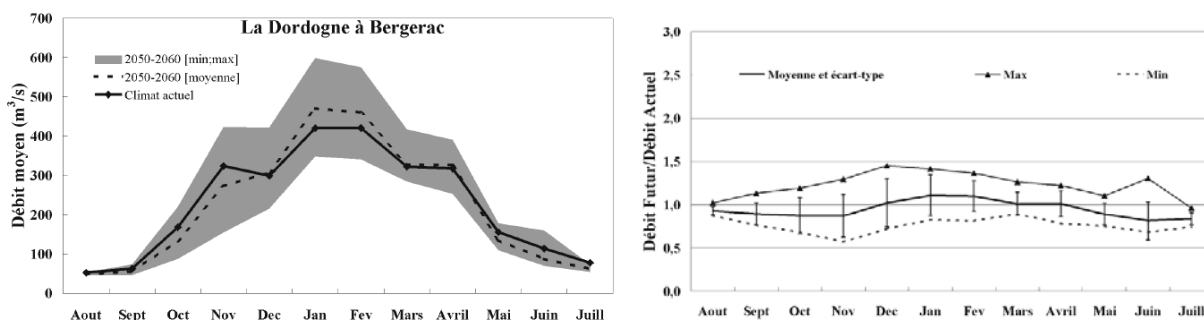 La Dordogne à Bergerac
2050-2060 [min;max]
2050-2060 [moyenne]
Climat actuel
Débit moyen (m³/s)
700
600
500
400
300
200
100
0
Aout Sept Oct Nov Dec Jan Fev Mars Avril Mai Juin Juill
Débit Futur/Débit Actuel
3,0
2,5
2,0
1,5
1,0
0,5
0,0
Moyenne et écart-type Max Min
Aout Sept Oct Nov Dec Jan Fev Mars Avril Mai Juin Juill